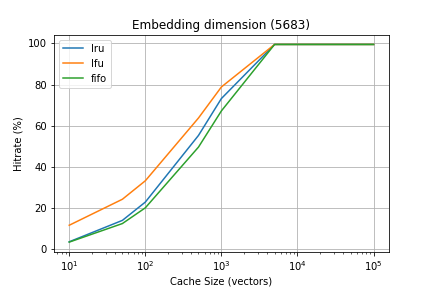 Embedding dimension (5683)
lru
lfu
fifo
Hitrate (%)
100
80
60
40
20
0
10¹ 10² 10³ 10⁴ 10⁵
Cache Size (vectors)